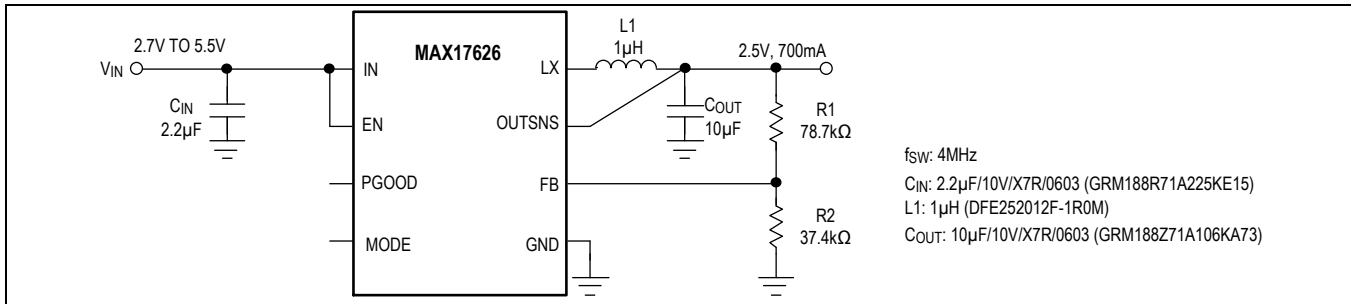 2.7V TO 5.5V
VIN
CIN
2.2µF
MAX17626
IN
EN
PGOOD
MODE
LX
OUTSNS
FB
GND
L1
1µH
2.5V, 700mA
COUT
10µF
R1
78.7kΩ
R2
37.4kΩ
fSW: 4MHz
CIN: 2.2µF/10V/X7R/0603 (GRM188R71A225KE15)
L1: 1µH (DFE252012F-1R0M)
COUT: 10µF/10V/X7R/0603 (GRM188Z71A106KA73)